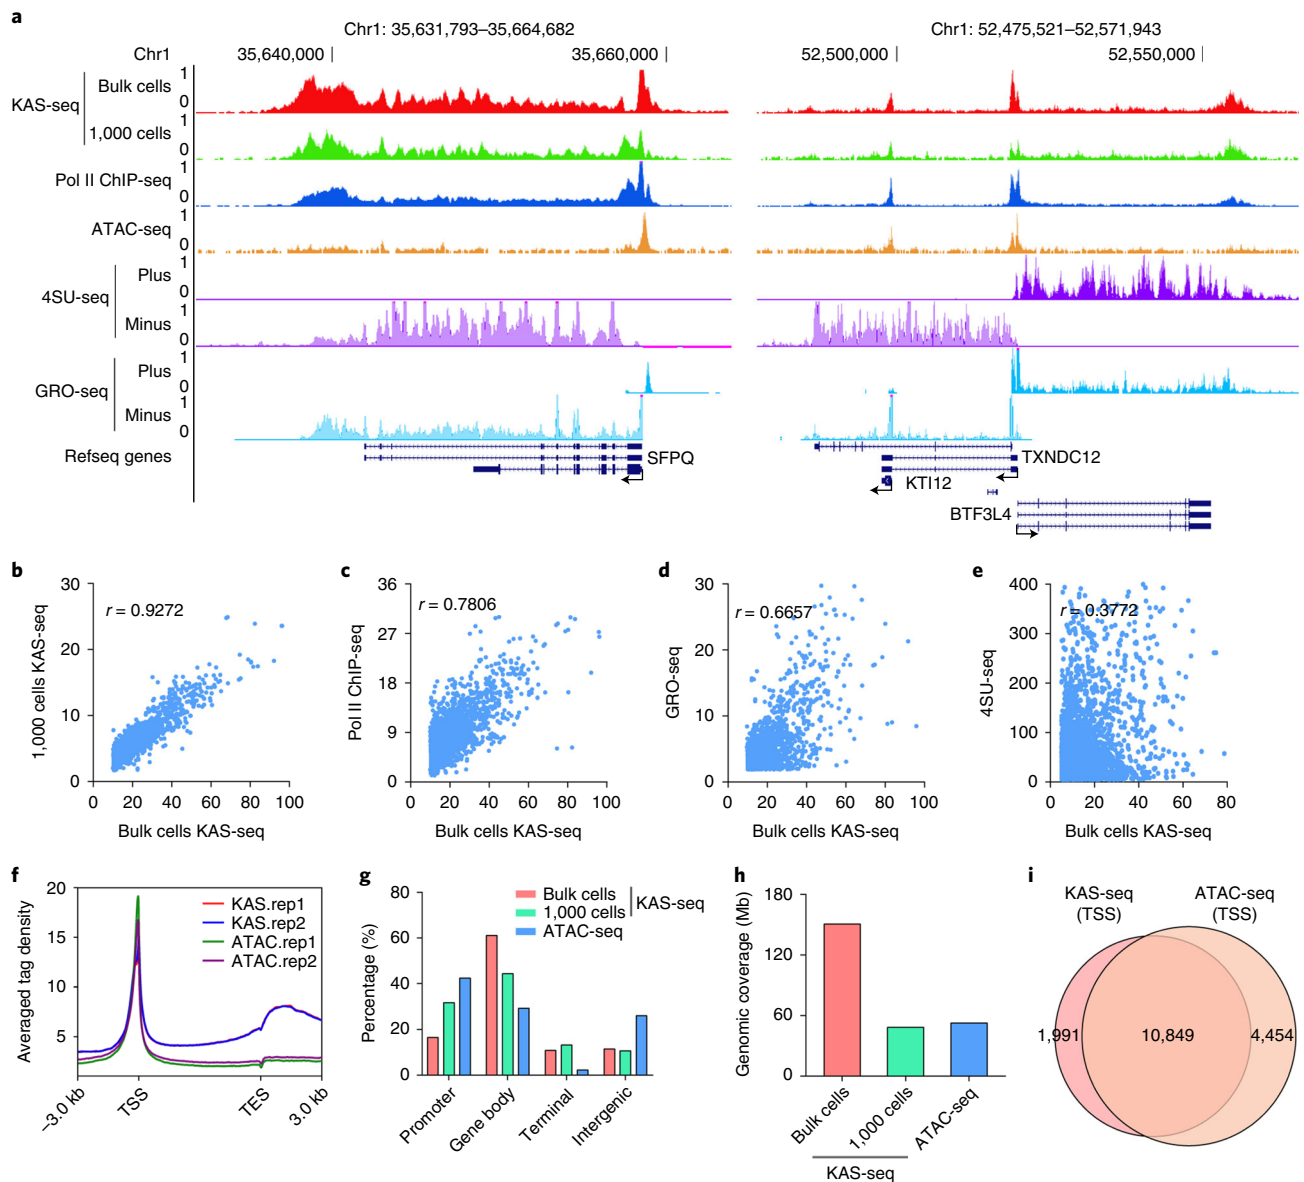 a
Chr1: 35,631,793–35,664,682
Chr1: 52,475,521–52,571,943
Chr1
35,640,000
35,660,000
52,500,000
52,550,000
KAS-seq
Bulk cells
1
0
1,000 cells
1
0
Pol II ChIP-seq
1
0
ATAC-seq
1
0
4SU-seq
Plus
1
0
Minus
1
0
GRO-seq
Plus
1
0
Minus
1
0
Refseq genes
SFPQ
TXNDC12
KTI12
BTF3L4
b
1,000 cells KAS-seq
30
20
10
0
r = 0.9272
0 20 40 60 80 100
Bulk cells KAS-seq
c
Pol II ChIP-seq
36
27
18
9
0
r = 0.7806
0 20 40 60 80 100
Bulk cells KAS-seq
d
GRO-seq
30
20
10
0
r = 0.6657
0 20 40 60 80 100
Bulk cells KAS-seq
e
4SU-seq
400
300
200
100
0
r = 0.3772
0 20 40 60 80
Bulk cells KAS-seq
f
Averaged tag density
20
15
10
5
KAS.rep1
KAS.rep2
ATAC.rep1
ATAC.rep2
–3.0 kb
TSS
TES
3.0 kb
g
Percentage (%)
80
60
40
20
0
Bulk cells
1,000 cells
ATAC-seq
KAS-seq
Promoter
Gene body
Terminal
Intergenic
h
Genomic coverage (Mb)
180
120
60
0
Bulk cells
1,000 cells
ATAC-seq
KAS-seq
i
KAS-seq
(TSS)
ATAC-seq
(TSS)
1,991
10,849
4,454